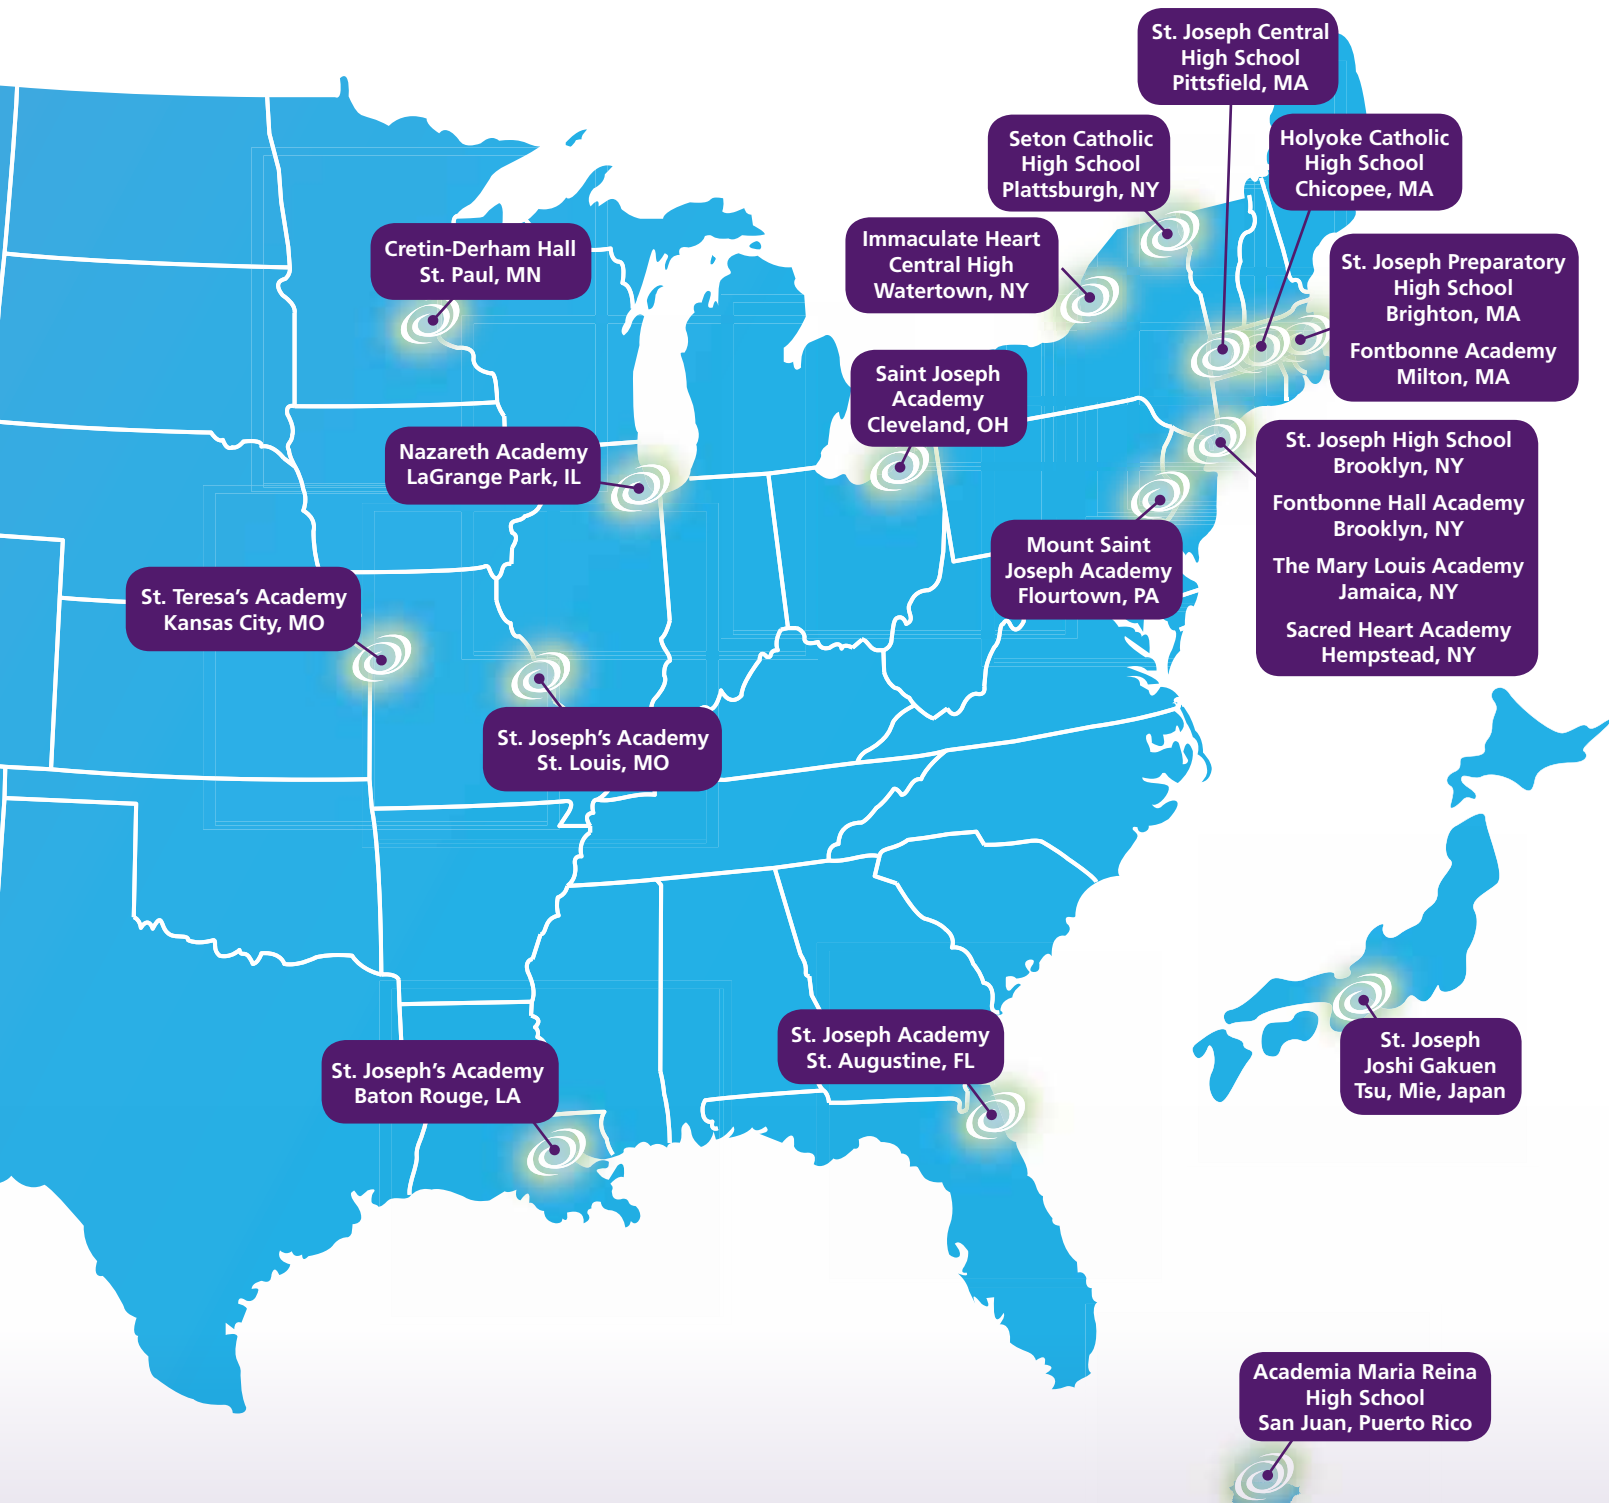 St. Joseph Central
High School
Pittsfield, MA
Seton Catholic
High School
Plattsburgh, NY
Holyoke Catholic
High School
Chicopee, MA
Immaculate Heart
Central High
Watertown, NY
Cretin-Derham Hall
St. Paul, MN
St. Joseph Preparatory
High School
Brighton, MA
Fontbonne Academy
Milton, MA
Saint Joseph
Academy
Cleveland, OH
Nazareth Academy
LaGrange Park, IL
St. Joseph High School
Brooklyn, NY
Fontbonne Hall Academy
Brooklyn, NY
The Mary Louis Academy
Jamaica, NY
Sacred Heart Academy
Hempstead, NY
Mount Saint
Joseph Academy
Flourtown, PA
St. Teresa’s Academy
Kansas City, MO
St. Joseph’s Academy
St. Louis, MO
St. Joseph Academy
St. Augustine, FL
St. Joseph
Joshi Gakuen
Tsu, Mie, Japan
St. Joseph’s Academy
Baton Rouge, LA
Academia Maria Reina
High School
San Juan, Puerto Rico